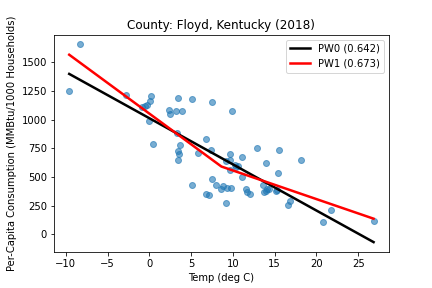 County: Floyd, Kentucky (2018)
PW0 (0.642)
PW1 (0.673)
Per-Capita Consumption (MMBtu/1000 Households)
1500
1250
1000
750
500
250
0
−10 −5 0 5 10 15 20 25
Temp (deg C)